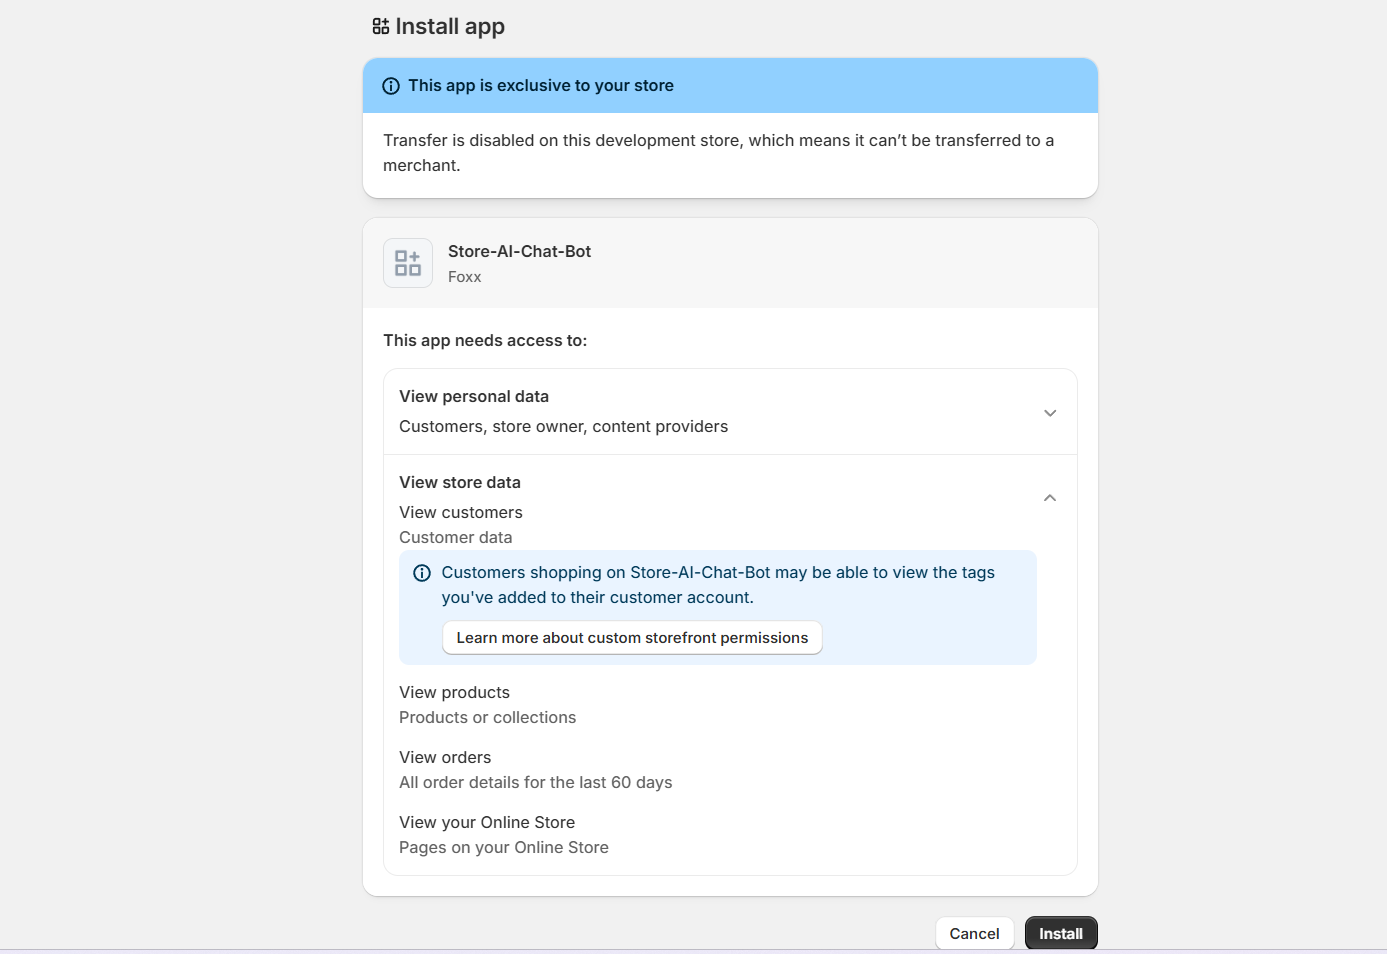 Install app
This app is exclusive to your store
Transfer is disabled on this development store, which means it can’t be transferred to a
merchant.
Store-AI-Chat-Bot
Foxx
This app needs access to:
View personal data
Customers, store owner, content providers
View store data
View customers
Customer data
Customers shopping on Store-AI-Chat-Bot may be able to view the tags
you've added to their customer account.
Learn more about custom storefront permissions
View products
Products or collections
View orders
All order details for the last 60 days
View your Online Store
Pages on your Online Store
Cancel
Install